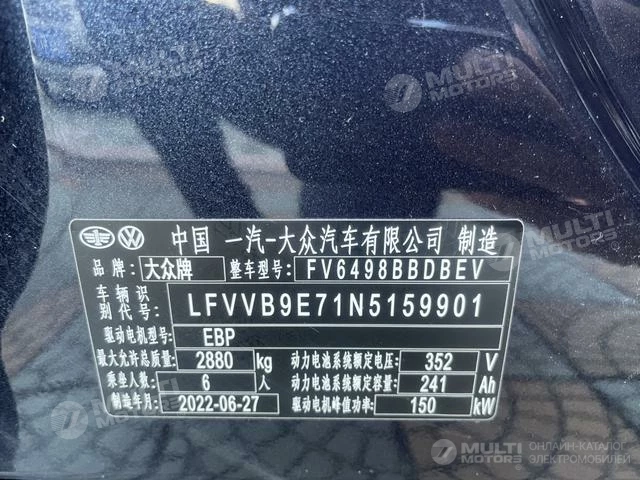 MULTI
MOTORS
MULTI
MOTORS
中国 一汽-大众汽车有限公司 制造
品 牌: 大众牌 整车型号: FV6498BBDBEV
车 辆 识
别 代 号: LFVVB9E71N5159901
驱动电机型号: EBP
最大允许总质量: 2880 kg 动力电池系统额定电压: 352 V
乘坐人数: 6 人 动力电池系统额定容量: 241 Ah
制造年月: 2022-06-27 驱动电机峰值功率: 150 kW
MULTI
MOTORS
MULTI
MOTORS
MULTI
MOTORS
ОНЛАЙН-КАТАЛОГ
ЭЛЕКТРОМОБИЛЕЙ